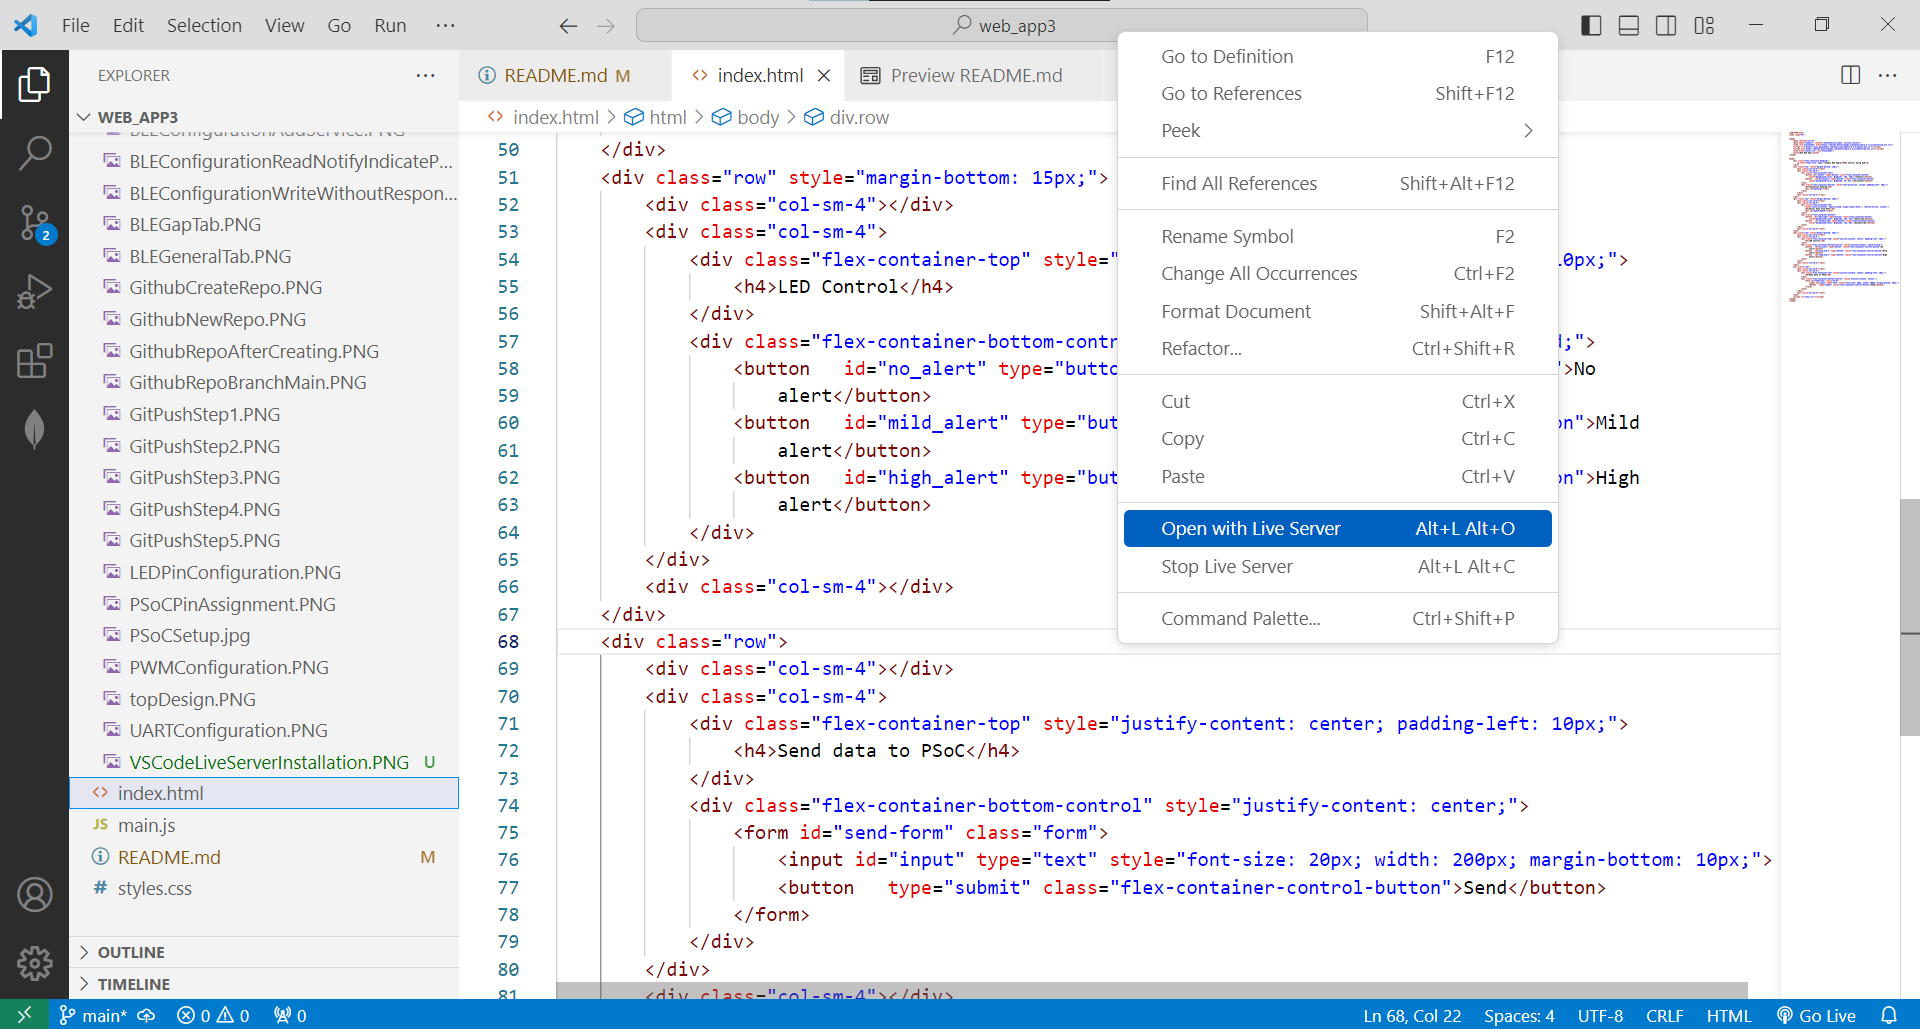 File Edit Selection View Go Run ··· web_app3
EXPLORER ···
WEB_APP3
BLEConfigurationAddService.PNG
BLEConfigurationReadNotifyIndicateP...
BLEConfigurationWriteWithoutRespon...
BLEGapTab.PNG
BLEGeneralTab.PNG
GithubCreateRepo.PNG
GithubNewRepo.PNG
GithubRepoAfterCreating.PNG
GithubRepoBranchMain.PNG
GitPushStep1.PNG
GitPushStep2.PNG
GitPushStep3.PNG
GitPushStep4.PNG
GitPushStep5.PNG
LEDPinConfiguration.PNG
PSoCPinAssignment.PNG
PSoCSetup.jpg
PWMConfiguration.PNG
topDesign.PNG
UARTConfiguration.PNG
VSCodeLiveServerInstallation.PNG U
<> index.html
JS main.js
README.md M
# styles.css
OUTLINE
TIMELINE
2
README.md M <> index.html Preview README.md
<> index.html > html > body > div.row
50 </div>
51 <div class="row" style="margin-bottom: 15px;">
52 <div class="col-sm-4"></div>
53 <div class="col-sm-4">
54 <div class="flex-container-top" style=" 10px;">
55 <h4>LED Control</h4>
56 </div>
57 <div class="flex-container-bottom-contr ;">
58 <button id="no_alert" type="butto ">No
59 alert</button>
60 <button id="mild_alert" type="but on">Mild
61 alert</button>
62 <button id="high_alert" type="but on">High
63 alert</button>
64 </div>
65 </div>
66 <div class="col-sm-4"></div>
67 </div>
68 <div class="row">
69 <div class="col-sm-4"></div>
70 <div class="col-sm-4">
71 <div class="flex-container-top" style="justify-content: center; padding-left: 10px;">
72 <h4>Send data to PSoC</h4>
73 </div>
74 <div class="flex-container-bottom-control" style="justify-content: center;">
75 <form id="send-form" class="form">
76 <input id="input" type="text" style="font-size: 20px; width: 200px; margin-bottom: 10px;">
77 <button type="submit" class="flex-container-control-button">Send</button>
78 </form>
79 </div>
80 </div>
81 <div class="col-sm-4"></div>
Go to Definition F12
Go to References Shift+F12
Peek
Find All References Shift+Alt+F12
Rename Symbol F2
Change All Occurrences Ctrl+F2
Format Document Shift+Alt+F
Refactor... Ctrl+Shift+R
Cut Ctrl+X
Copy Ctrl+C
Paste Ctrl+V
Open with Live Server Alt+L Alt+O
Stop Live Server Alt+L Alt+C
Command Palette... Ctrl+Shift+P
main* 0 0 0 Ln 68, Col 22 Spaces: 4 UTF-8 CRLF HTML Go Live